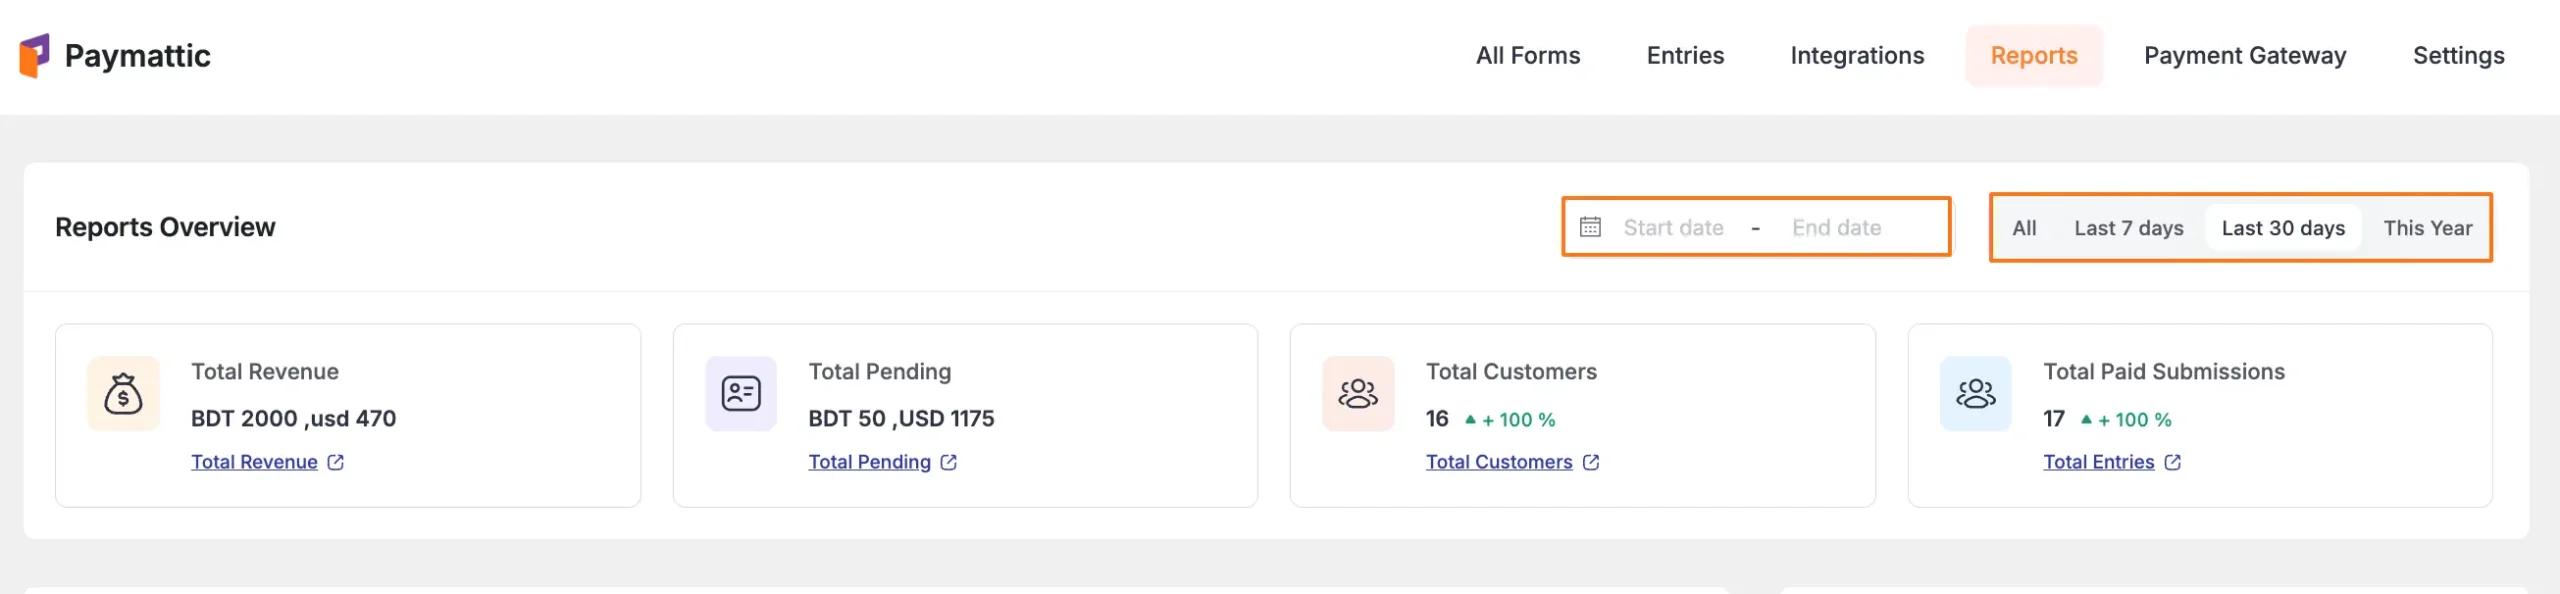 Paymattic
All Forms Entries Integrations Reports Payment Gateway Settings
Reports Overview
Start date - End date
All Last 7 days Last 30 days This Year
Total Revenue
BDT 2000 ,usd 470
Total Revenue
Total Pending
BDT 50 ,USD 1175
Total Pending
Total Customers
16 + 100 %
Total Customers
Total Paid Submissions
17 + 100 %
Total Entries